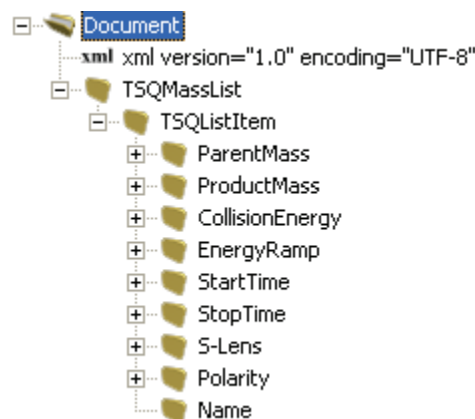 Document
xml xml version="1.0" encoding="UTF-8"
TSQMassList
TSQListItem
ParentMass
ProductMass
CollisionEnergy
EnergyRamp
StartTime
StopTime
S-Lens
Polarity
Name